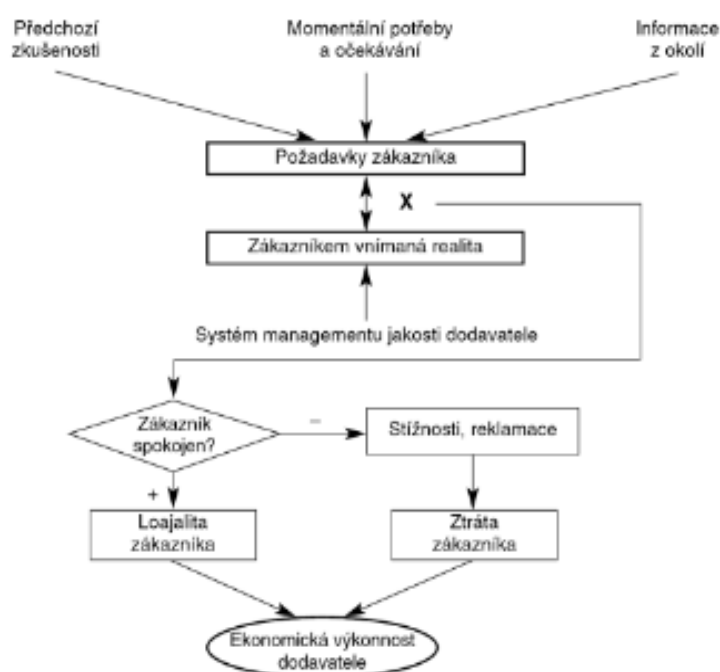 Předchozí
zkušenosti
Momentální potřeby
a očekávání
Informace
z okolí
Požadavky zákazníka
X
Zákazníkem vnímaná realita
Systém managementu jakosti dodavatele
Zákazník
spokojen?
–
Stížnosti, reklamace
+
Loajalita
zákazníka
Ztráta
zákazníka
Ekonomická výkonnost
dodavatele